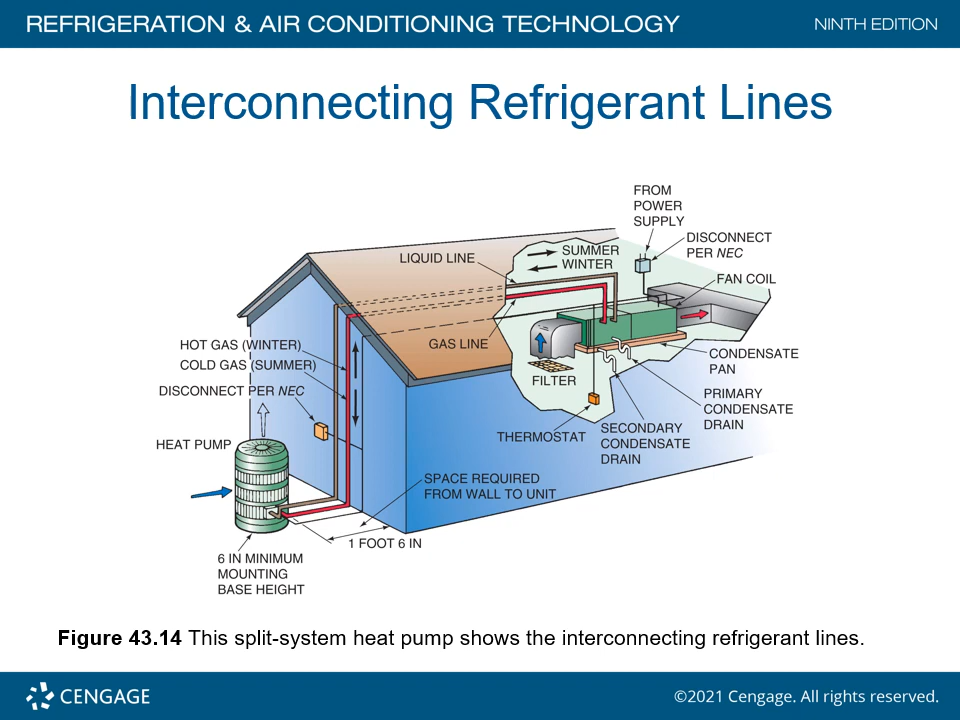 REFRIGERATION & AIR CONDITIONING TECHNOLOGY
NINTH EDITION
Interconnecting Refrigerant Lines
FROM
POWER
SUPPLY
DISCONNECT
PER NEC
SUMMER
WINTER
LIQUID LINE
FAN COIL
HOT GAS (WINTER)
COLD GAS (SUMMER)
GAS LINE
DISCONNECT PER NEC
CONDENSATE
PAN
FILTER
PRIMARY
CONDENSATE
DRAIN
HEAT PUMP
THERMOSTAT
SECONDARY
CONDENSATE
DRAIN
SPACE REQUIRED
FROM WALL TO UNIT
1 FOOT 6 IN
6 IN MINIMUM
MOUNTING
BASE HEIGHT
Figure 43.14 This split-system heat pump shows the interconnecting refrigerant lines.
CENGAGE
©2021 Cengage. All rights reserved.